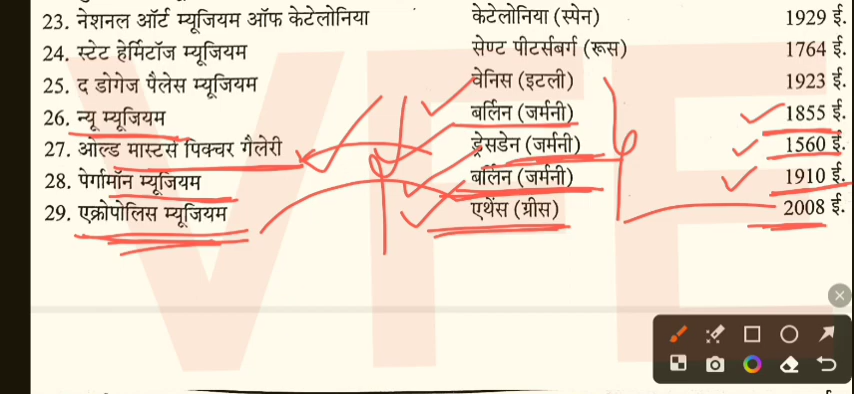 23. नेशनल ऑर्ट म्यूजियम ऑफ केटेलोनिया केटेलोनिया (स्पेन) 1929 ई.
24. स्टेट हेर्मिटॉज म्यूजियम सेण्ट पीटर्सबर्ग (रूस) 1764 ई.
25. द डोगेज पैलेस म्यूजियम वेनिस (इटली) 1923 ई.
26. न्यू म्यूजियम बर्लिन (जर्मनी) 1855 ई.
27. ओल्ड मास्टर्स पिक्चर गैलेरी ड्रेसडेन (जर्मनी) 1560 ई.
28. पेर्गामॉन म्यूजियम बर्लिन (जर्मनी) 1910 ई.
29. एक्रोपोलिस म्यूजियम एथेंस (ग्रीस) 2008 ई.